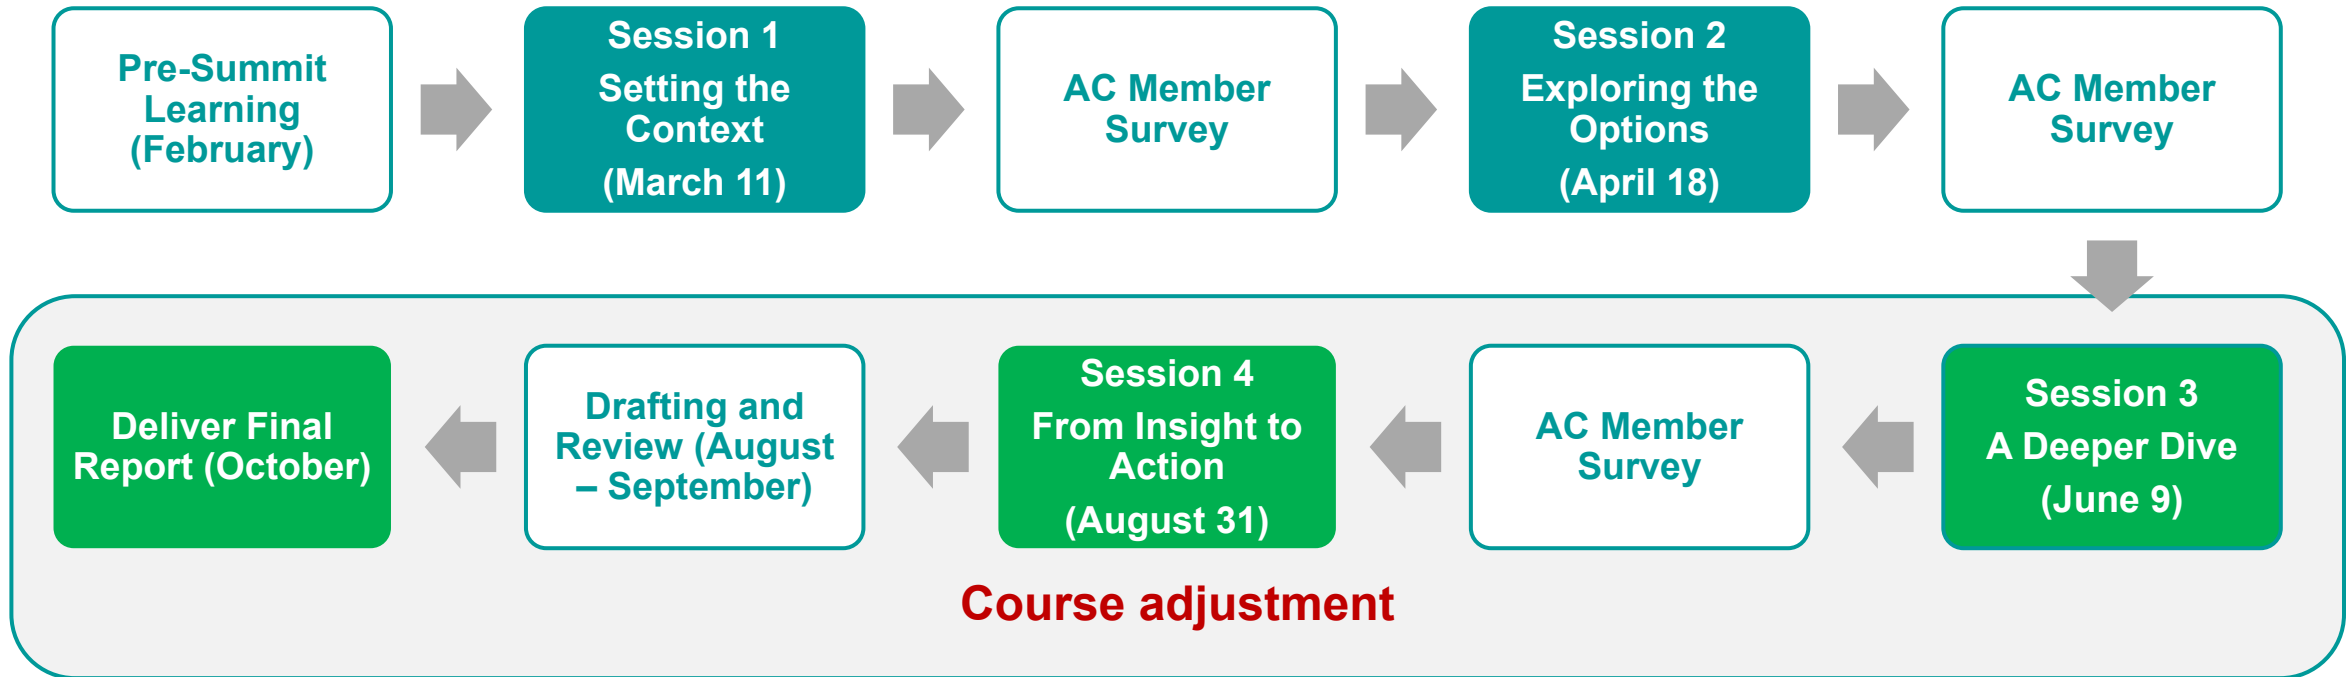 Pre-Summit
Learning
(February)
Session 1
Setting the
Context
(March 11)
AC Member
Survey
Session 2
Exploring the
Options
(April 18)
AC Member
Survey
Session 3
A Deeper Dive
(June 9)
AC Member
Survey
Session 4
From Insight to
Action
(August 31)
Drafting and
Review (August
– September)
Deliver Final
Report (October)
Course adjustment